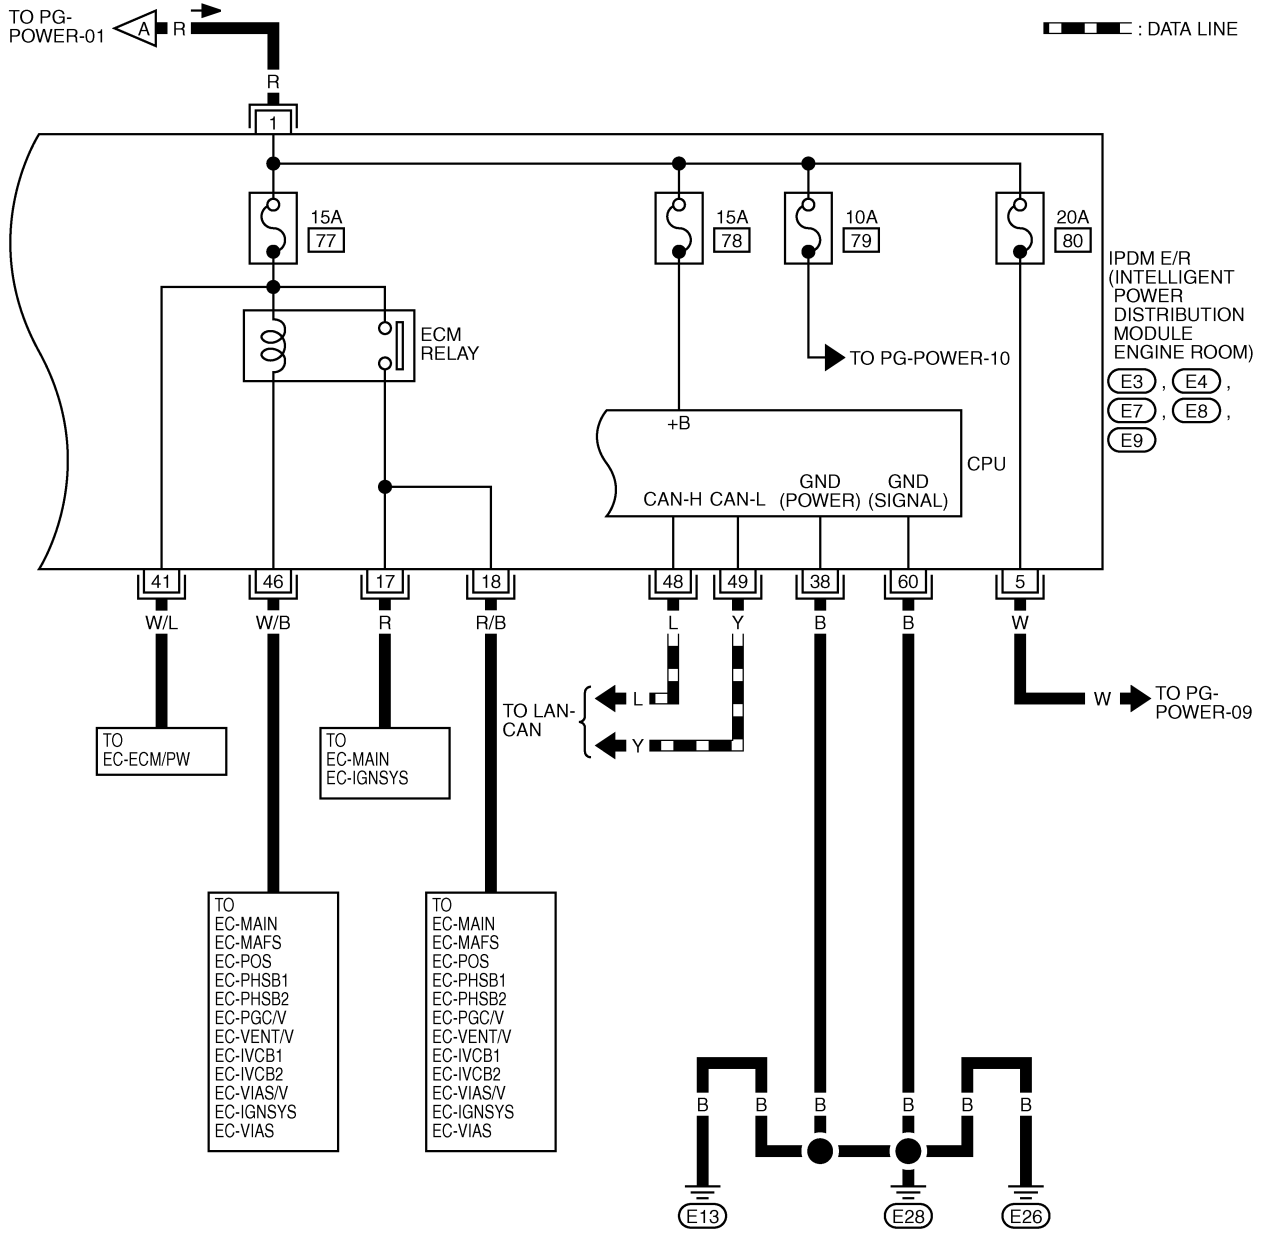 TO PG-
POWER-01
A
R
: DATA LINE
R
1
15A
77
15A
78
10A
79
20A
80
IPDM E/R
(INTELLIGENT
POWER
DISTRIBUTION
MODULE
ENGINE ROOM)
E3 , E4 ,
E7 , E8 ,
E9
ECM
RELAY
TO PG-POWER-10
+B
CPU
CAN-H CAN-L
GND
(POWER)
GND
(SIGNAL)
41 46 17 18 48 49 38 60 5
W/L W/B R R/B L Y B B W
TO LAN-
CAN
L
Y
W
TO PG-
POWER-09
TO
EC-ECM/PW
TO
EC-MAIN
EC-IGNSYS
TO
EC-MAIN
EC-MAFS
EC-POS
EC-PHSB1
EC-PHSB2
EC-PGC/V
EC-VENT/V
EC-IVCB1
EC-IVCB2
EC-VIAS/V
EC-IGNSYS
EC-VIAS
TO
EC-MAIN
EC-MAFS
EC-POS
EC-PHSB1
EC-PHSB2
EC-PGC/V
EC-VENT/V
EC-IVCB1
EC-IVCB2
EC-VIAS/V
EC-IGNSYS
EC-VIAS
B B B B B B
E13 E28 E26